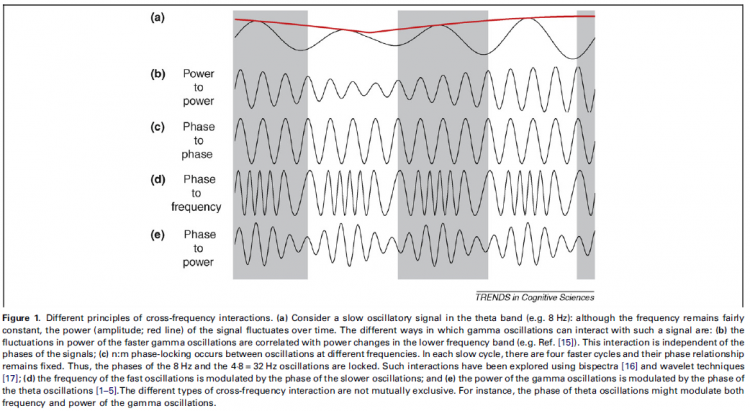 (a)
(b) Power
to
power
(c) Phase
to
phase
(d) Phase
to
frequency
(e) Phase
to
power
TRENDS in Cognitive Sciences
Figure 1. Different principles of cross-frequency interactions. (a) Consider a slow oscillatory signal in the theta band (e.g. 8 Hz): although the frequency remains fairly
constant, the power (amplitude; red line) of the signal fluctuates over time. The different ways in which gamma oscillations can interact with such a signal are: (b) the
fluctuations in power of the faster gamma oscillations are correlated with power changes in the lower frequency band (e.g. Ref. [15]). This interaction is independent of the
phases of the signals; (c) n:m phase-locking occurs between oscillations at different frequencies. In each slow cycle, there are four faster cycles and their phase relationship
remains fixed. Thus, the phases of the 8 Hz and the 4·8 = 32 Hz oscillations are locked. Such interactions have been explored using bispectra [16] and wavelet techniques
[17]; (d) the frequency of the fast oscillations is modulated by the phase of the slower oscillations; and (e) the power of the gamma oscillations is modulated by the phase of
the theta oscillations [1–5].The different types of cross-frequency interaction are not mutually exclusive. For instance, the phase of theta oscillations might modulate both
frequency and power of the gamma oscillations.